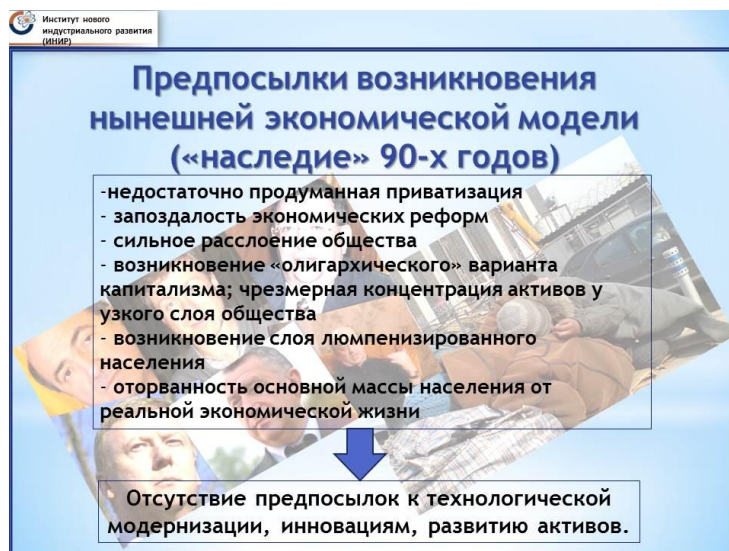 Институт нового
индустриального развития
(ИНИР)
Предпосылки возникновения
нынешней экономической модели
(«наследие» 90-х годов)
-недостаточно продуманная приватизация
- запоздалость экономических реформ
- сильное расслоение общества
- возникновение «олигархического» варианта
капитализма; чрезмерная концентрация активов у
узкого слоя общества
- возникновение слоя люмпенизированного
населения
- оторванность основной массы населения от
реальной экономической жизни
Отсутствие предпосылок к технологической
модернизации, инновациям, развитию активов.